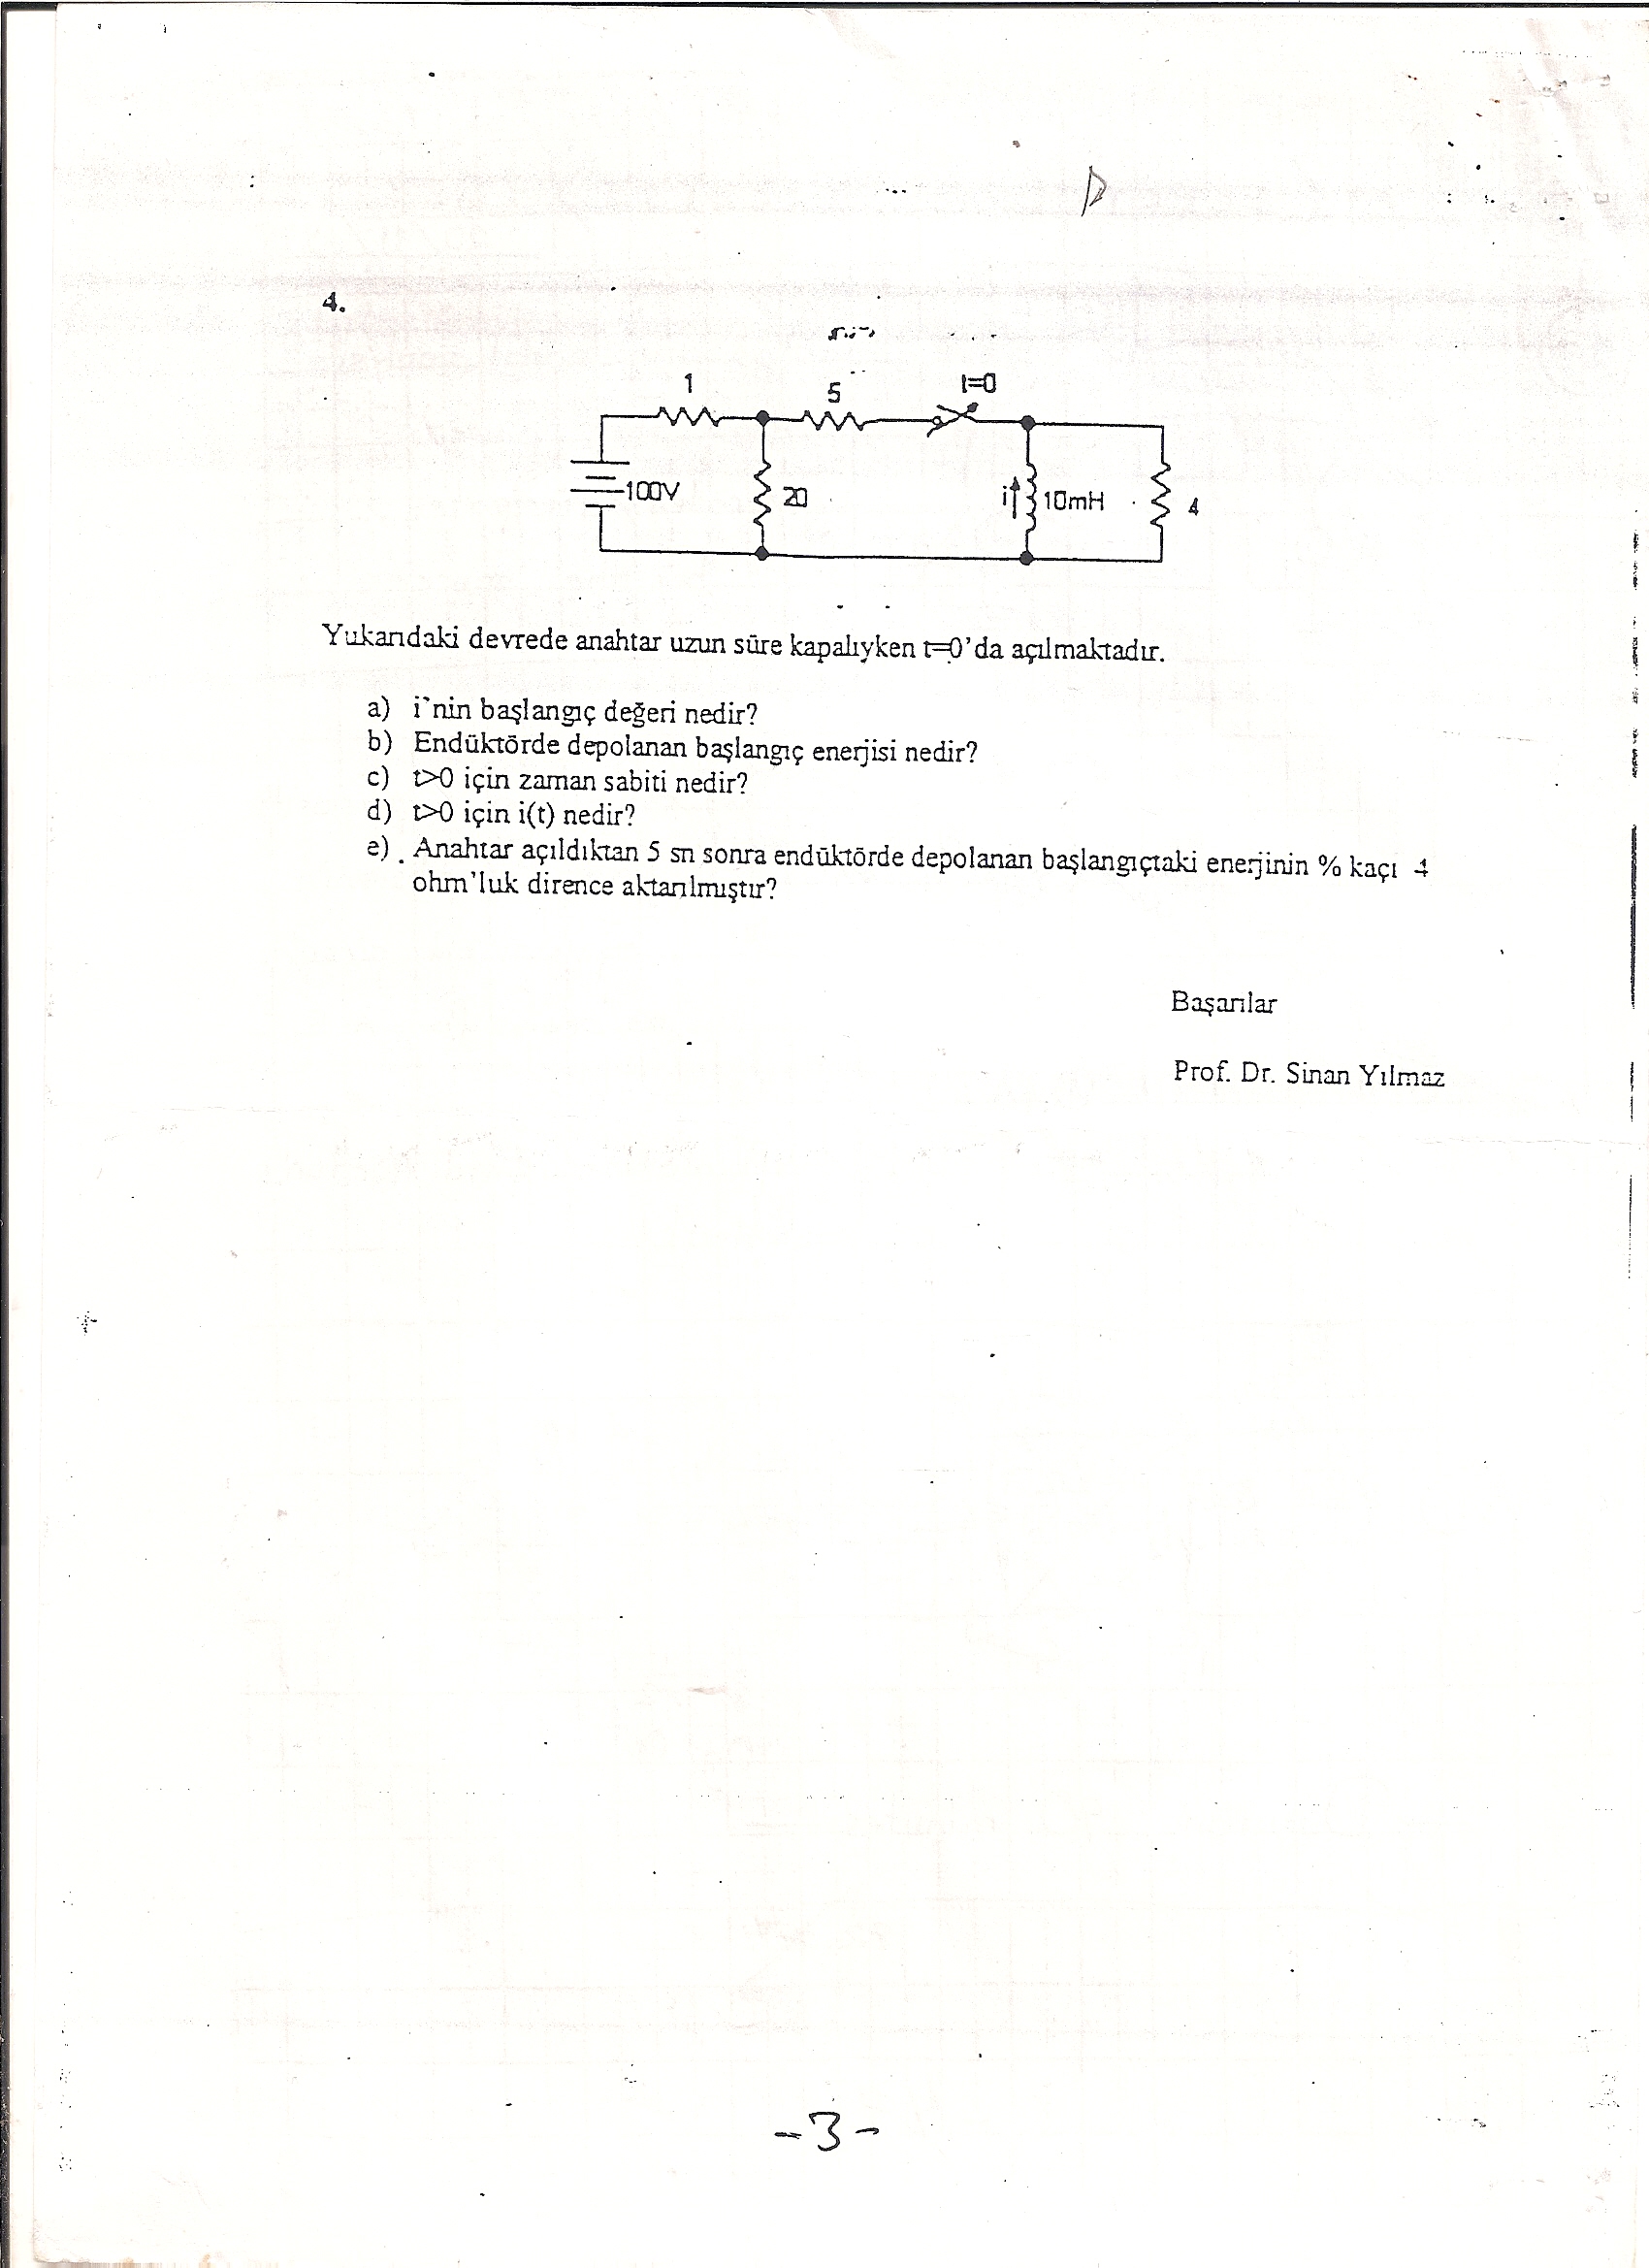 4.
1
5
t=0
100V
20
i
10mH
4
Yukarıdaki devrede anahtar uzun süre kapalıyken t=0'da açılmaktadır.
a) i'nin başlangıç değeri nedir?
b) Endüktörde depolanan başlangıç enerjisi nedir?
c) t>0 için zaman sabiti nedir?
d) t>0 için i(t) nedir?
e) Anahtar açıldıktan 5 sn sonra endüktörde depolanan başlangıçtaki enerjinin % kaçı 4
ohm'luk dirence aktarılmıştır?
Başarılar
Prof. Dr. Sinan Yılmaz
-3-